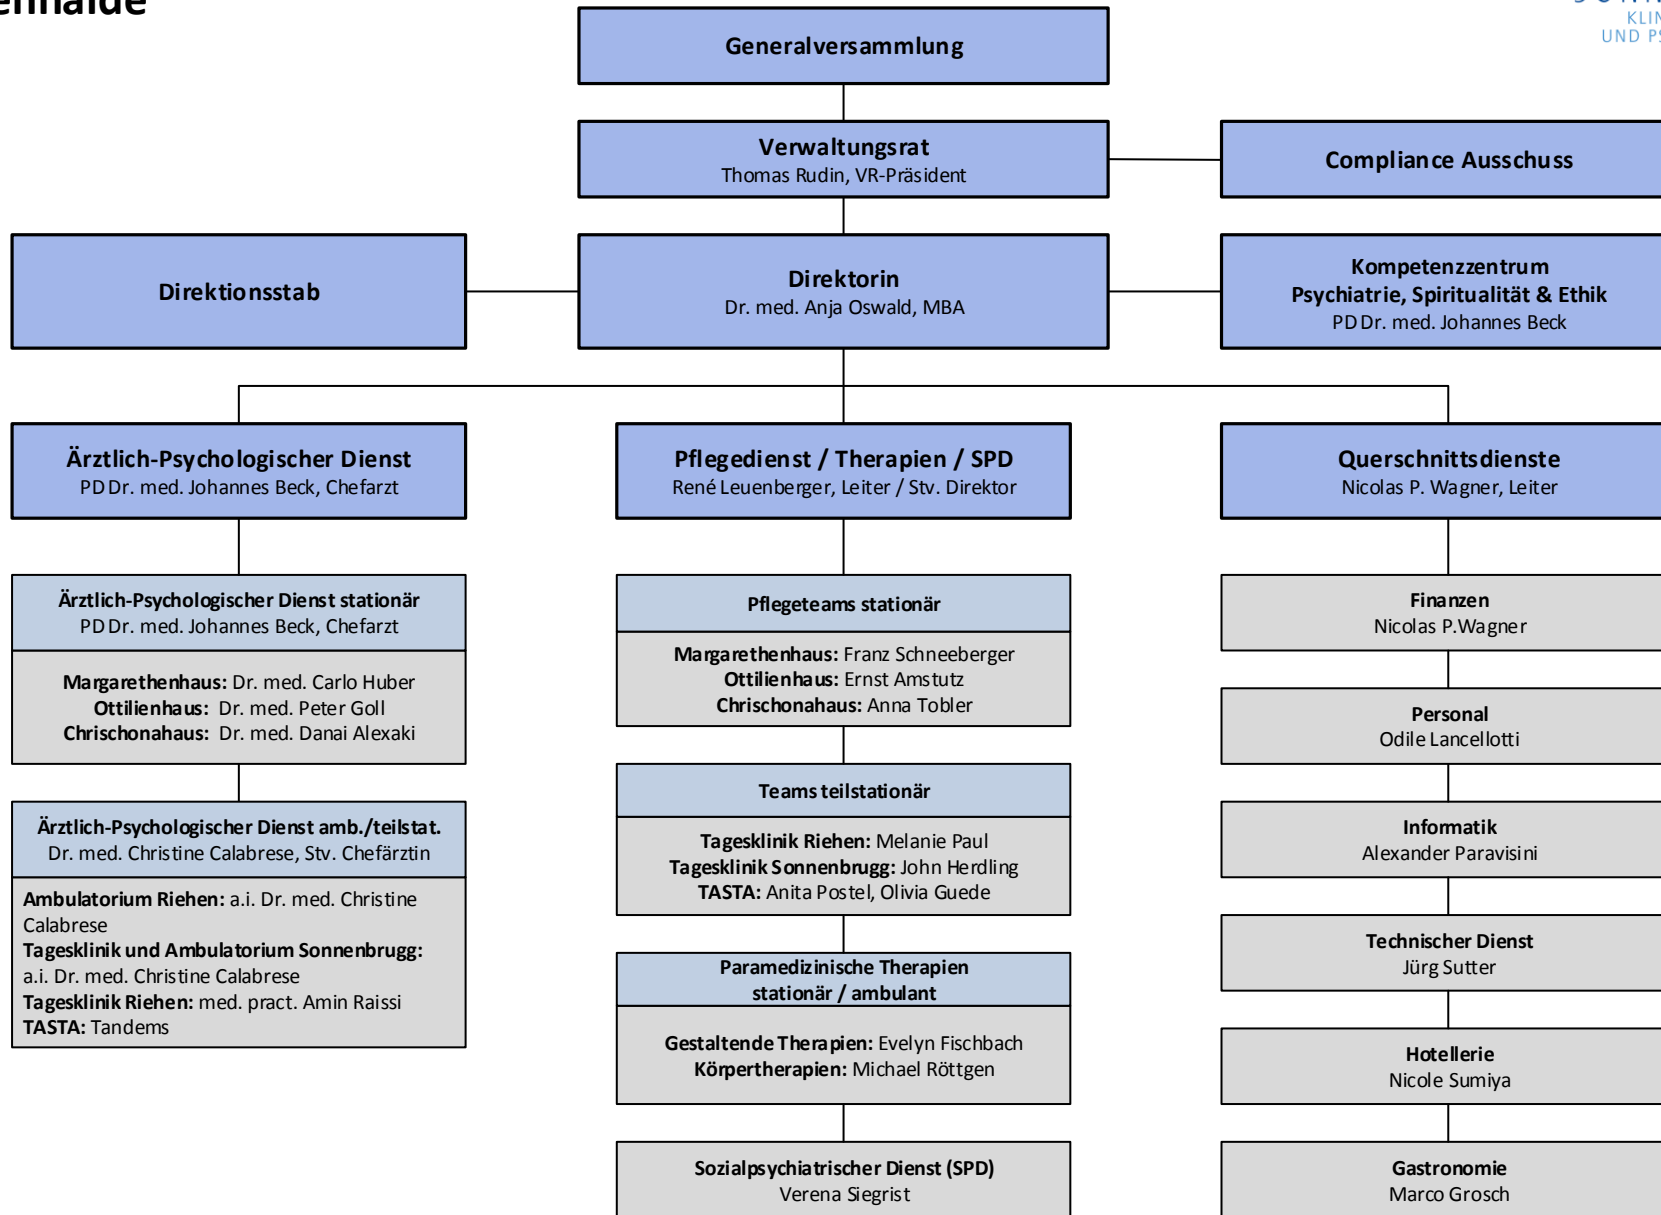 Generalversammlung
Verwaltungsrat
Thomas Rudin, VR-Präsident
Compliance Ausschuss
Direktionsstab
Direktorin
Dr. med. Anja Oswald, MBA
Kompetenzzentrum
Psychiatrie, Spiritualität & Ethik
PD Dr. med. Johannes Beck
Ärztlich-Psychologischer Dienst
PD Dr. med. Johannes Beck, Chefarzt
Pflegedienst / Therapien / SPD
René Leuenberger, Leiter / Stv. Direktor
Querschnittsdienste
Nicolas P. Wagner, Leiter
Ärztlich-Psychologischer Dienst stationär
PD Dr. med. Johannes Beck, Chefarzt
Margarethenhaus: Dr. med. Carlo Huber
Ottilienhaus: Dr. med. Peter Goll
Chrischonahaus: Dr. med. Danai Alexaki
Ärztlich-Psychologischer Dienst amb./teilstat.
Dr. med. Christine Calabrese, Stv. Chefärztin
Ambulatorium Riehen: a.i. Dr. med. Christine
Calabrese
Tagesklinik und Ambulatorium Sonnenbrugg:
a.i. Dr. med. Christine Calabrese
Tagesklinik Riehen: med. pract. Amin Raissi
TASTA: Tandems
Pflegeteams stationär
Margarethenhaus: Franz Schneeberger
Ottilienhaus: Ernst Amstutz
Chrischonahaus: Anna Tobler
Teams teilstationär
Tagesklinik Riehen: Melanie Paul
Tagesklinik Sonnenbrugg: John Herdling
TASTA: Anita Postel, Olivia Guede
Paramedizinische Therapien
stationär / ambulant
Gestaltende Therapien: Evelyn Fischbach
Körpertherapien: Michael Röttgen
Sozialpsychiatrischer Dienst (SPD)
Verena Siegrist
Finanzen
Nicolas P.Wagner
Personal
Odile Lancellotti
Informatik
Alexander Paravisini
Technischer Dienst
Jürg Sutter
Hotellerie
Nicole Sumiya
Gastronomie
Marco Grosch